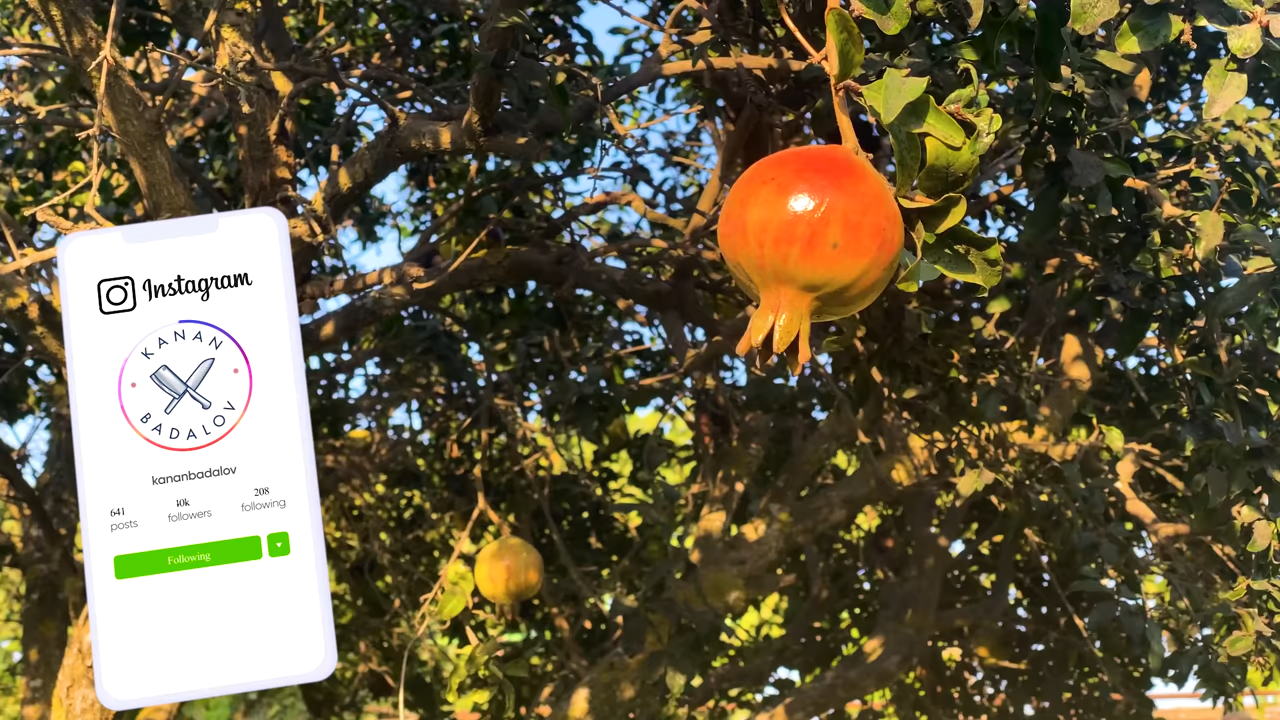 Instagram
KANAN
BADALOV
kananbadalov
641 10k 208
posts followers following
Following